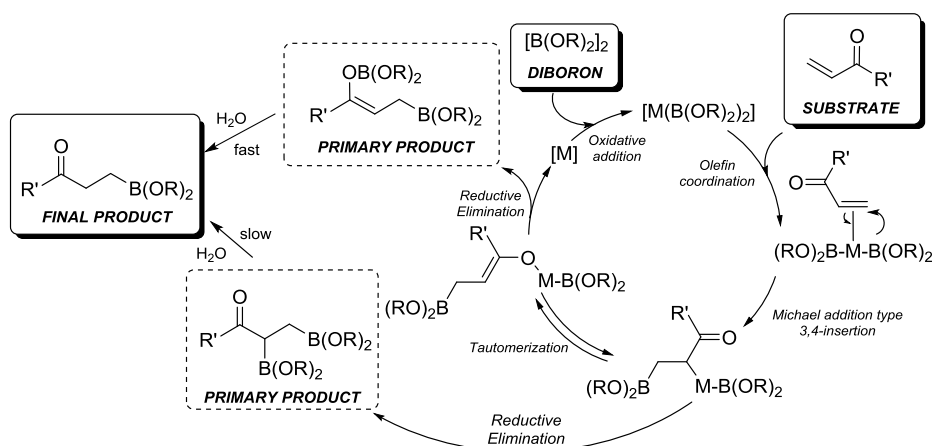 [B(OR)2]2
DIBORON
O
R'
SUBSTRATE
OB(OR)2
R'
B(OR)2
PRIMARY PRODUCT
H2O
fast
[M(B(OR)2)2]
[M]
Oxidative
addition
Olefin
coordination
O
R'
B(OR)2
FINAL PRODUCT
Reductive
Elimination
R'
O
(RO)2B-M-B(OR)2
R'
O
M-B(OR)2
B
(RO)2
slow
H2O
Michael addition type
3,4-insertion
O
R'
B(OR)2
B(OR)2
PRIMARY PRODUCT
Tautomerization
R'
O
(RO)2B
M-B(OR)2
Reductive
Elimination